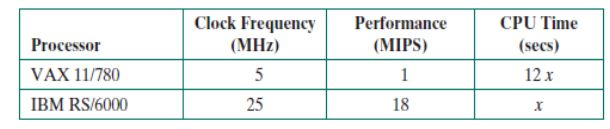 Processor Clock Frequency (MHz) Performance (MIPS) CPU Time (secs)
VAX 11/780 5 1 12 x
IBM RS/6000 25 18 x